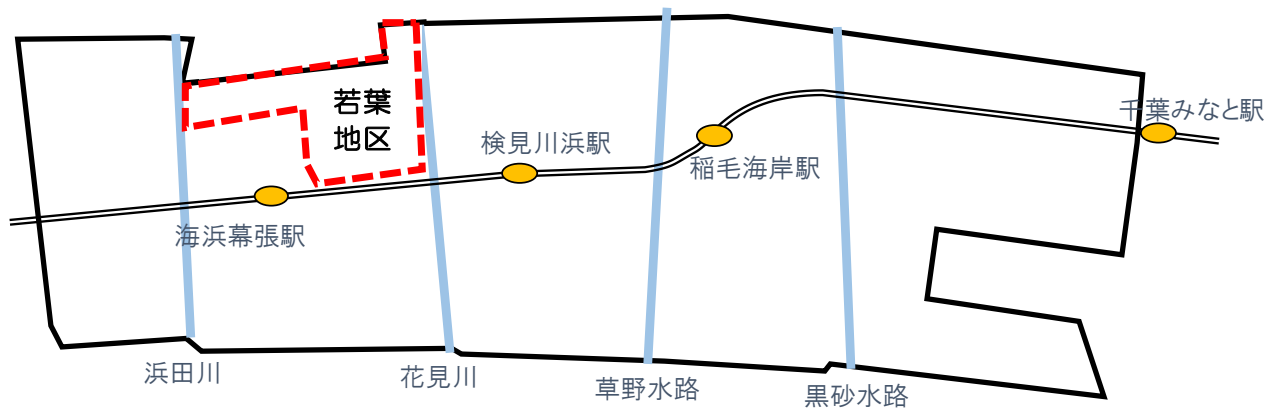 若葉
地区
千葉みなと駅
検見川浜駅
稲毛海岸駅
海浜幕張駅
浜田川
花見川
草野水路
黒砂水路